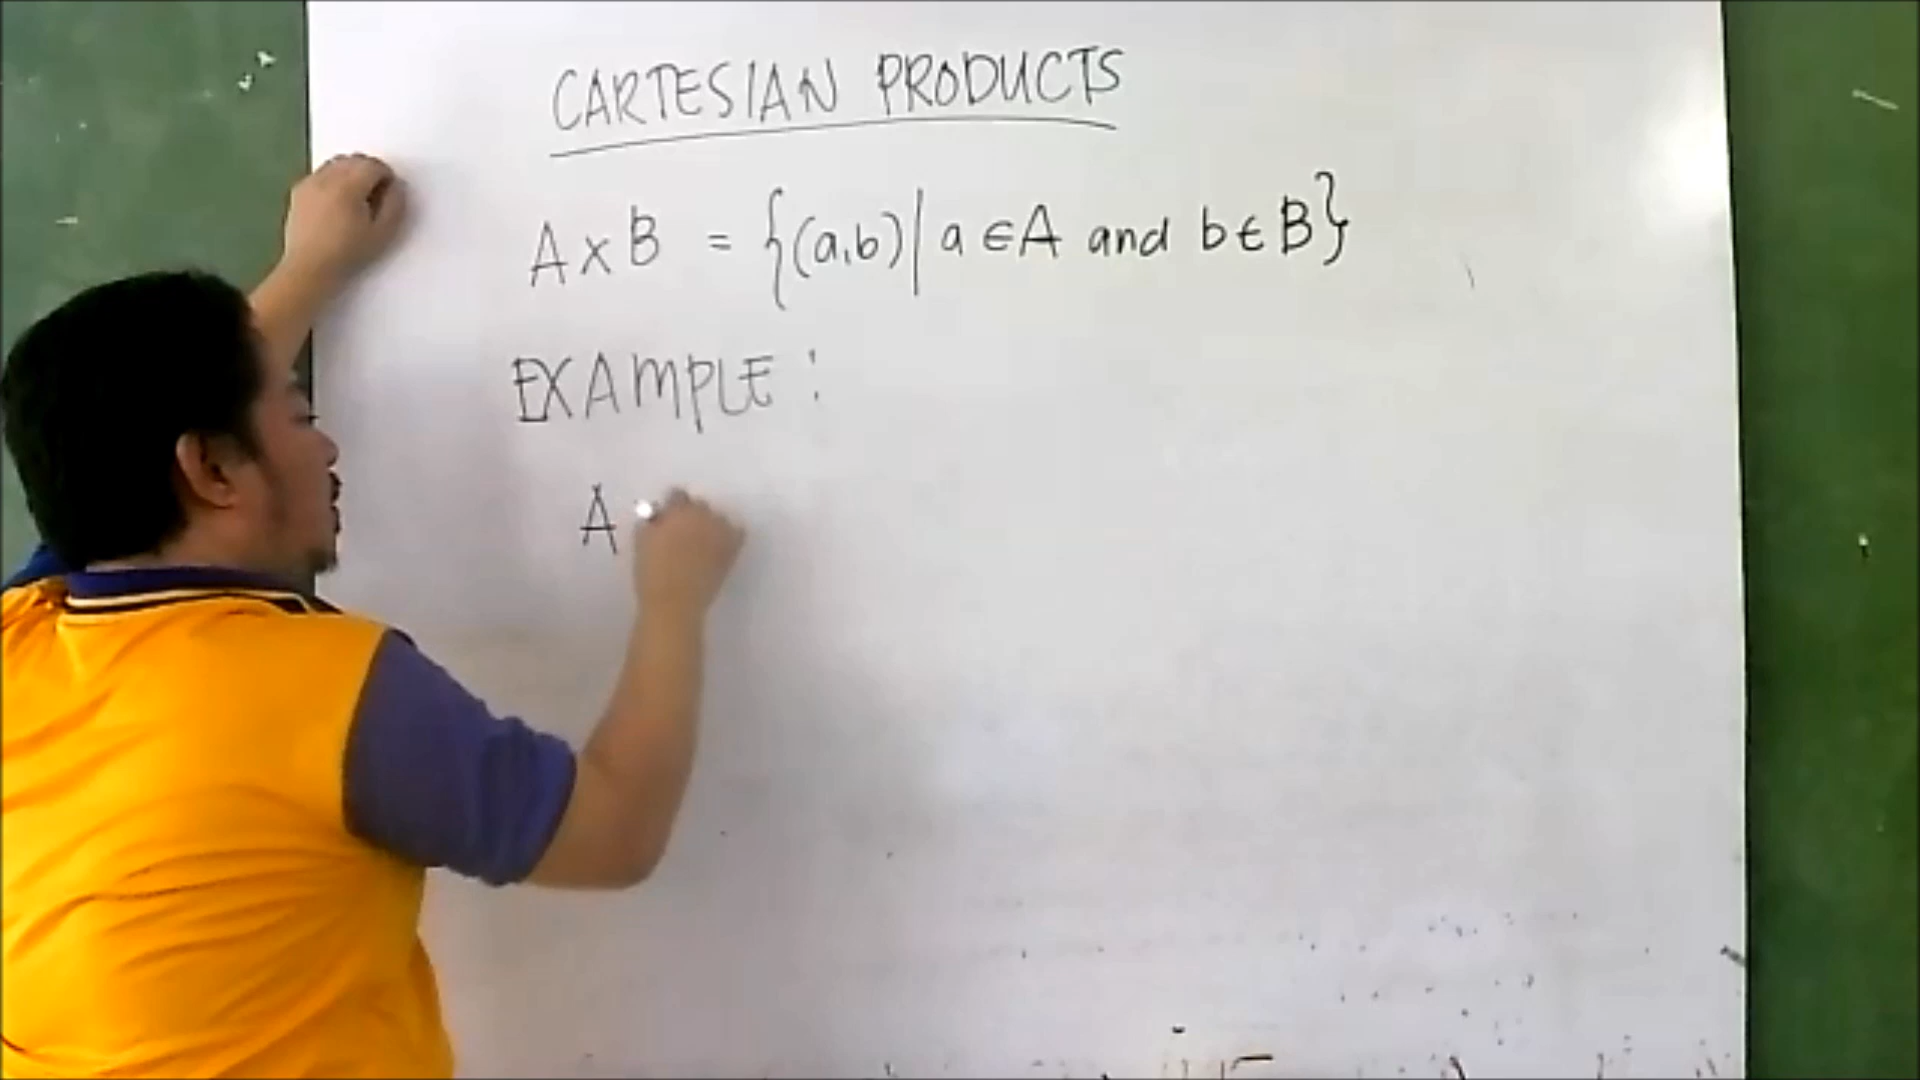 CARTESIAN PRODUCTS
A x B = {(a,b)| a ∈ A and b ∈ B}
EXAMPLE :
A